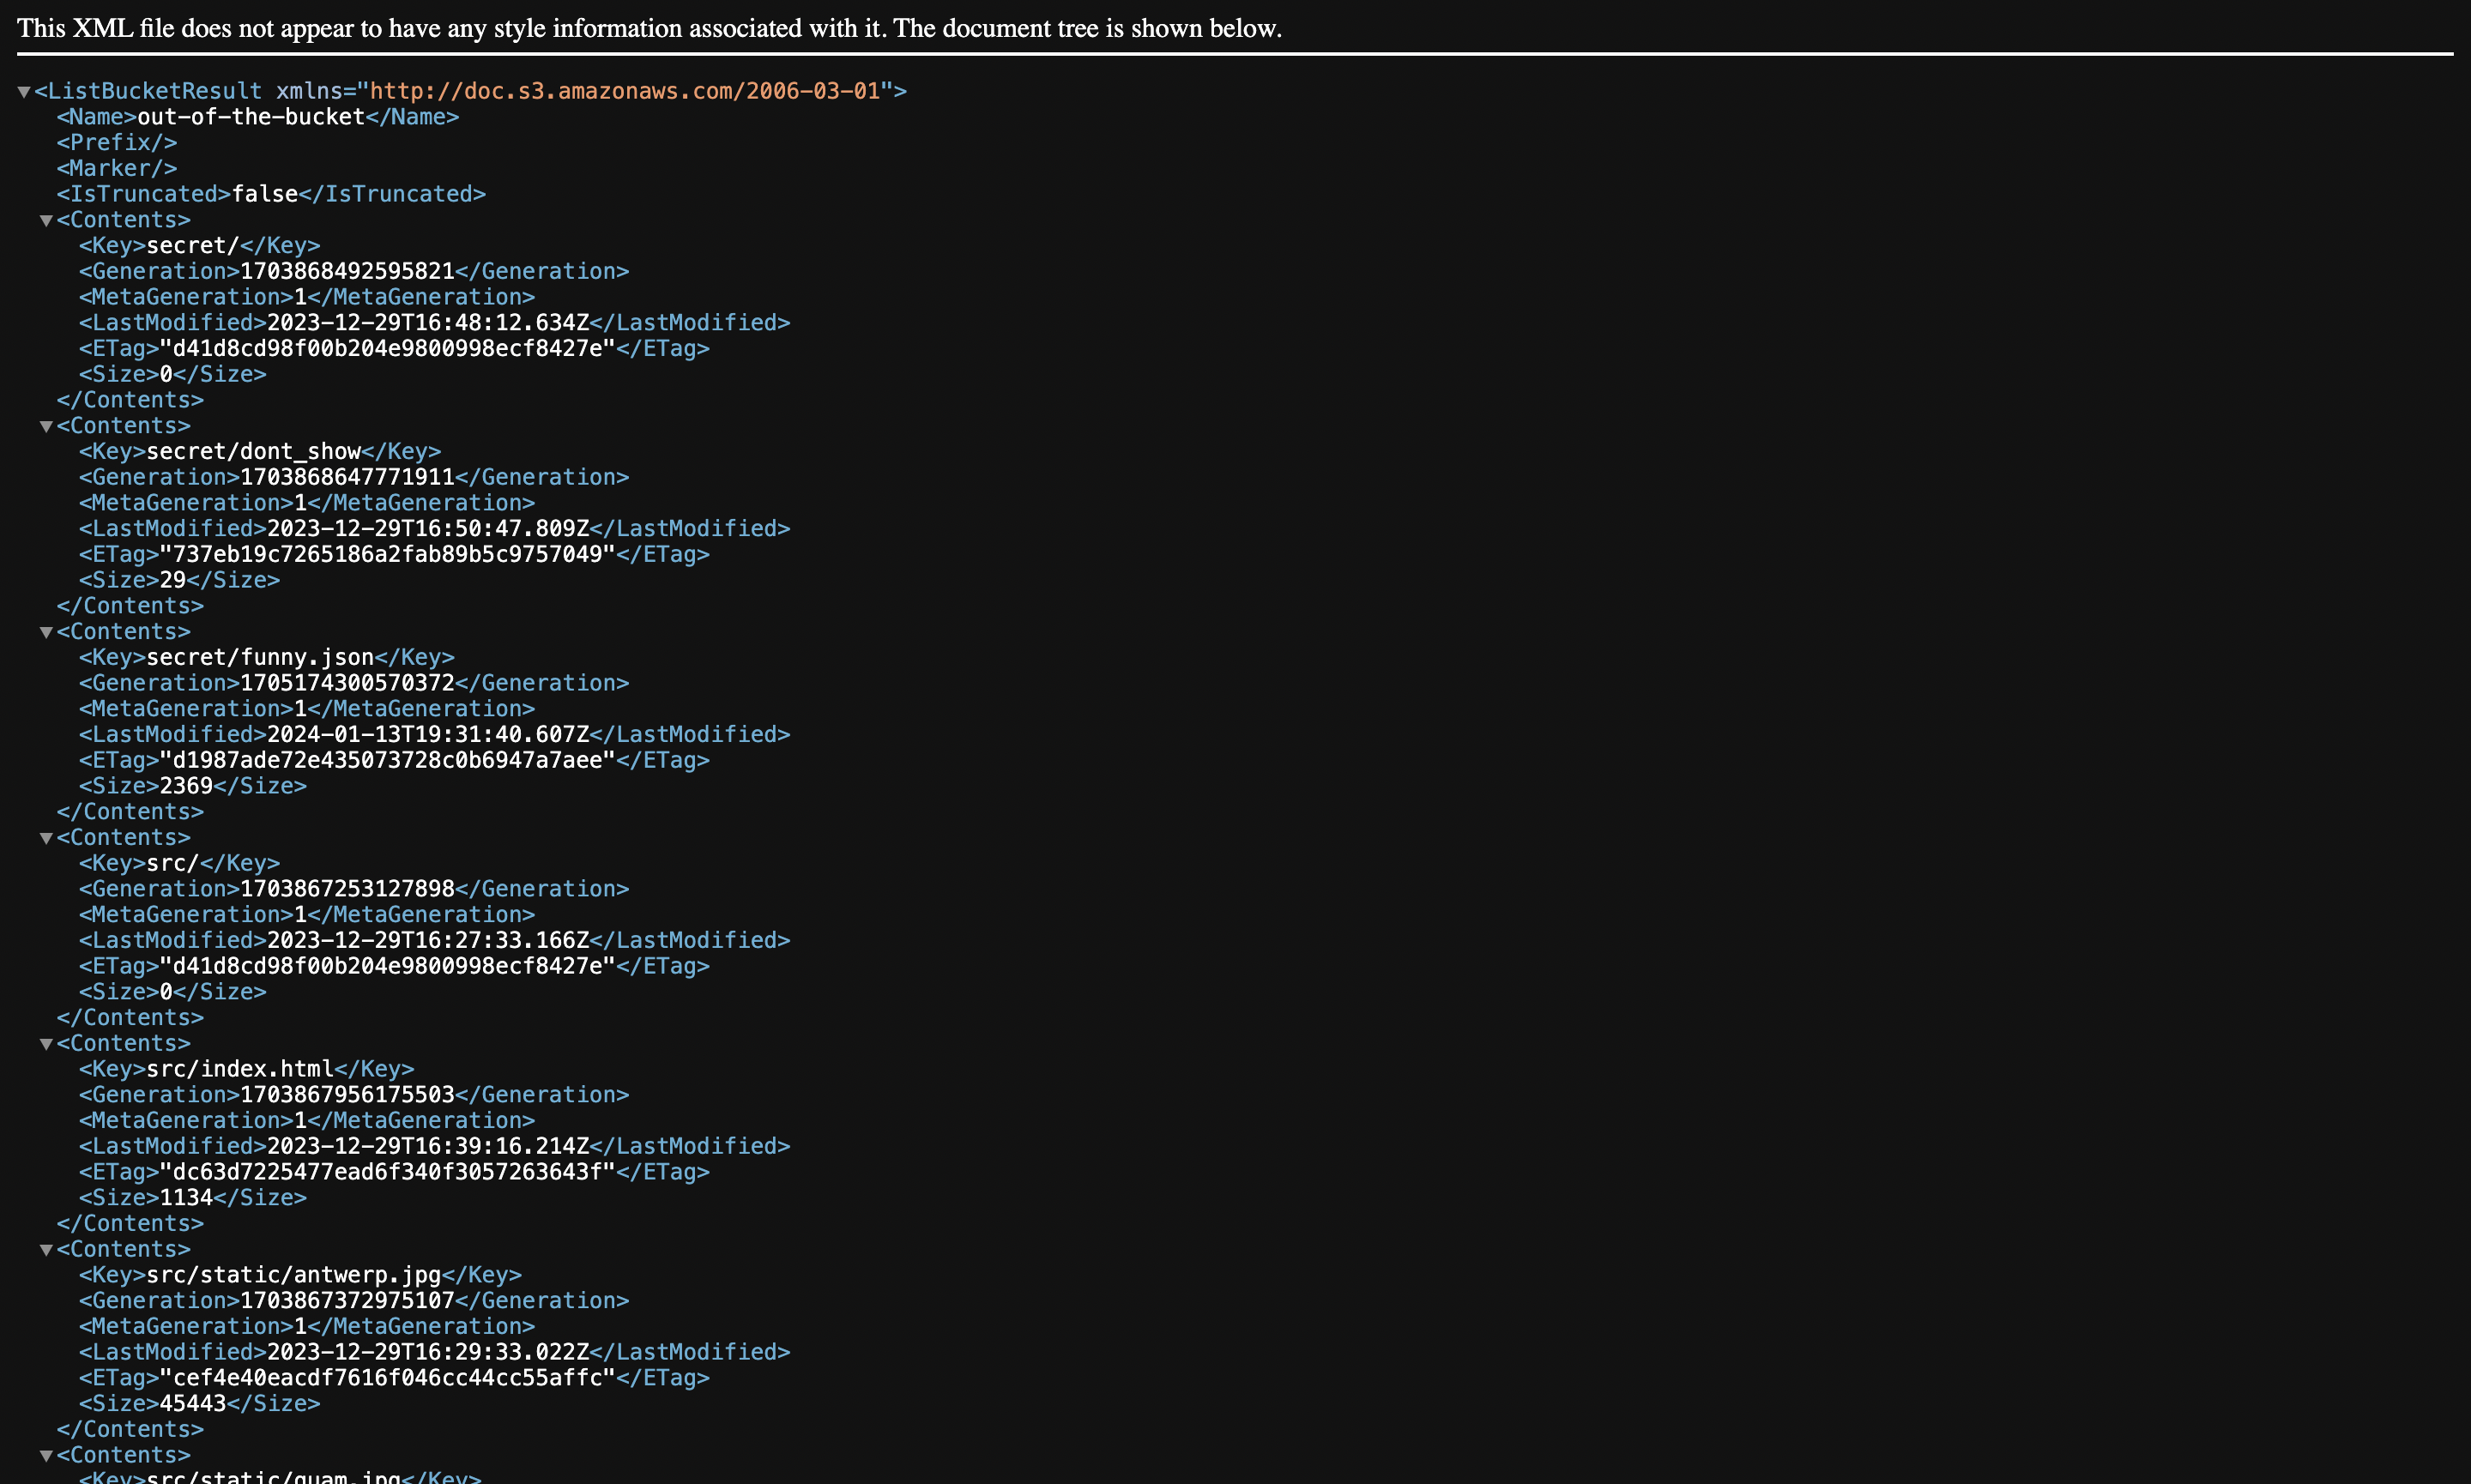 This XML file does not appear to have any style information associated with it. The document tree is shown below.
▼<ListBucketResult xmlns="http://doc.s3.amazonaws.com/2006-03-01">
<Name>out-of-the-bucket</Name>
<Prefix/>
<Marker/>
<IsTruncated>false</IsTruncated>
▼<Contents>
<Key>secret/</Key>
<Generation>1703868492595821</Generation>
<MetaGeneration>1</MetaGeneration>
<LastModified>2023-12-29T16:48:12.634Z</LastModified>
<ETag>"d41d8cd98f00b204e9800998ecf8427e"</ETag>
<Size>0</Size>
</Contents>
▼<Contents>
<Key>secret/dont_show</Key>
<Generation>1703868647771911</Generation>
<MetaGeneration>1</MetaGeneration>
<LastModified>2023-12-29T16:50:47.809Z</LastModified>
<ETag>"737eb19c7265186a2fab89b5c9757049"</ETag>
<Size>29</Size>
</Contents>
▼<Contents>
<Key>secret/funny.json</Key>
<Generation>1705174300570372</Generation>
<MetaGeneration>1</MetaGeneration>
<LastModified>2024-01-13T19:31:40.607Z</LastModified>
<ETag>"d1987ade72e435073728c0b6947a7aee"</ETag>
<Size>2369</Size>
</Contents>
▼<Contents>
<Key>src/</Key>
<Generation>1703867253127898</Generation>
<MetaGeneration>1</MetaGeneration>
<LastModified>2023-12-29T16:27:33.166Z</LastModified>
<ETag>"d41d8cd98f00b204e9800998ecf8427e"</ETag>
<Size>0</Size>
</Contents>
▼<Contents>
<Key>src/index.html</Key>
<Generation>1703867956175503</Generation>
<MetaGeneration>1</MetaGeneration>
<LastModified>2023-12-29T16:39:16.214Z</LastModified>
<ETag>"dc63d7225477ead6f340f3057263643f"</ETag>
<Size>1134</Size>
</Contents>
▼<Contents>
<Key>src/static/antwerp.jpg</Key>
<Generation>1703867372975107</Generation>
<MetaGeneration>1</MetaGeneration>
<LastModified>2023-12-29T16:29:33.022Z</LastModified>
<ETag>"cef4e40eacdf7616f046cc44cc55affc"</ETag>
<Size>45443</Size>
</Contents>
▼<Contents>
<Key>src/static/guam.jpg</Key>